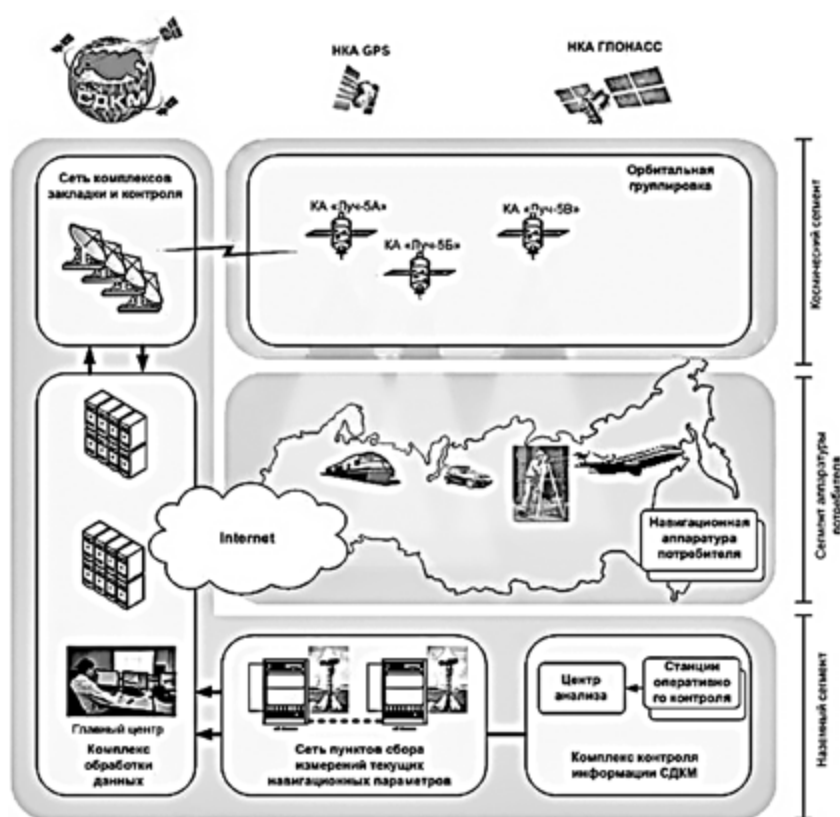 СДКМ
НКА GPS
НКА ГЛОНАСС
Сеть комплексов
закладки и контроля
Орбитальная
группировка
КА «Луч-5А»
КА «Луч-5Б»
КА «Луч-5В»
Космический сегмент
Internet
Навигационная
аппаратура
потребителя
Сегмент аппаратуры
потребителя
Главный центр
Комплекс
обработки
данных
Сеть пунктов сбора
измерений текущих
навигационных параметров
Центр
анализа
Станции
оперативно
го контроля
Комплекс контроля
информации СДКМ
Наземный сегмент